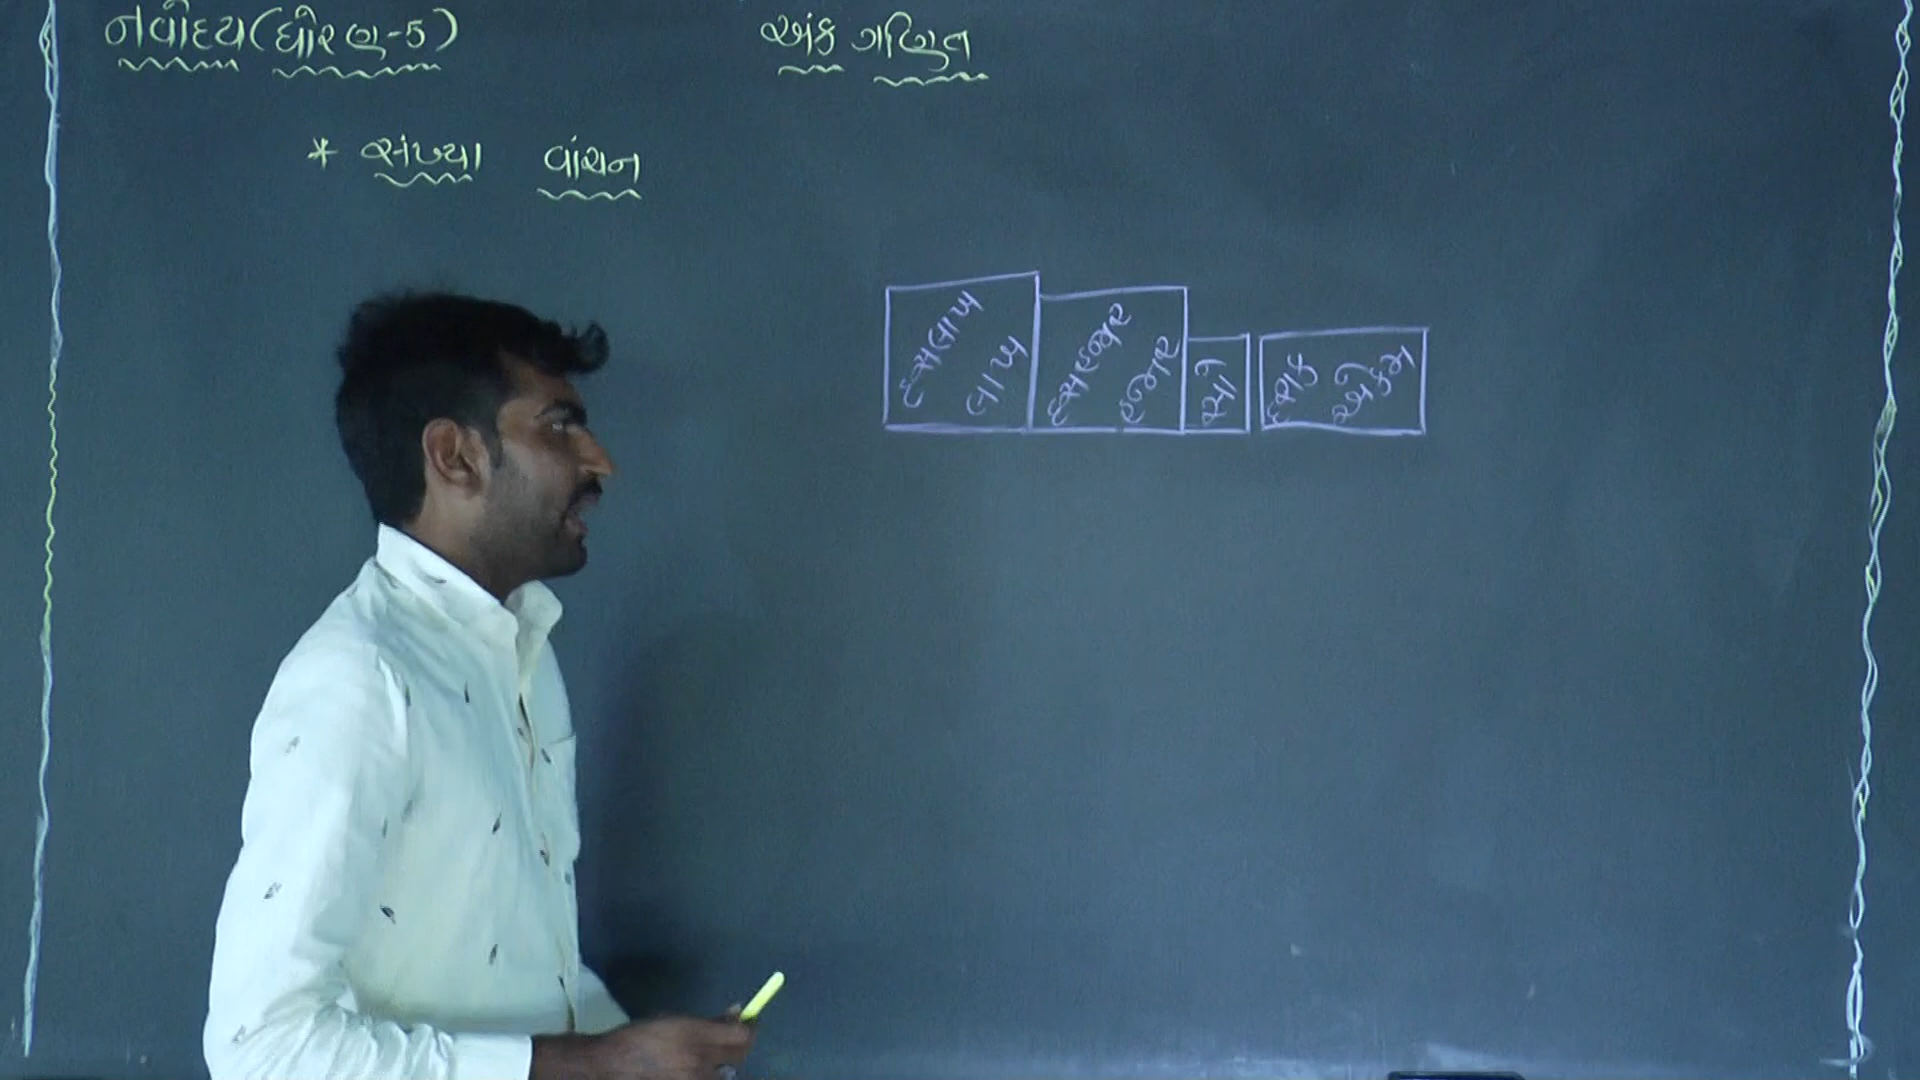 નવોદય (ધોરણ-5)
અંક ગણિત
* સંખ્યા વાંચન
દસલાખ લાખ દસહજાર હજાર સો દશક એકમ